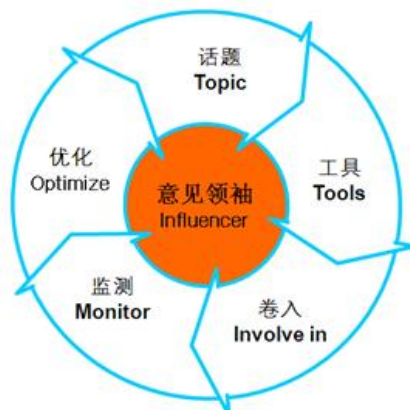 话题
Topic
工具
Tools
卷入
Involve in
监测
Monitor
优化
Optimize
意见领袖
Influencer